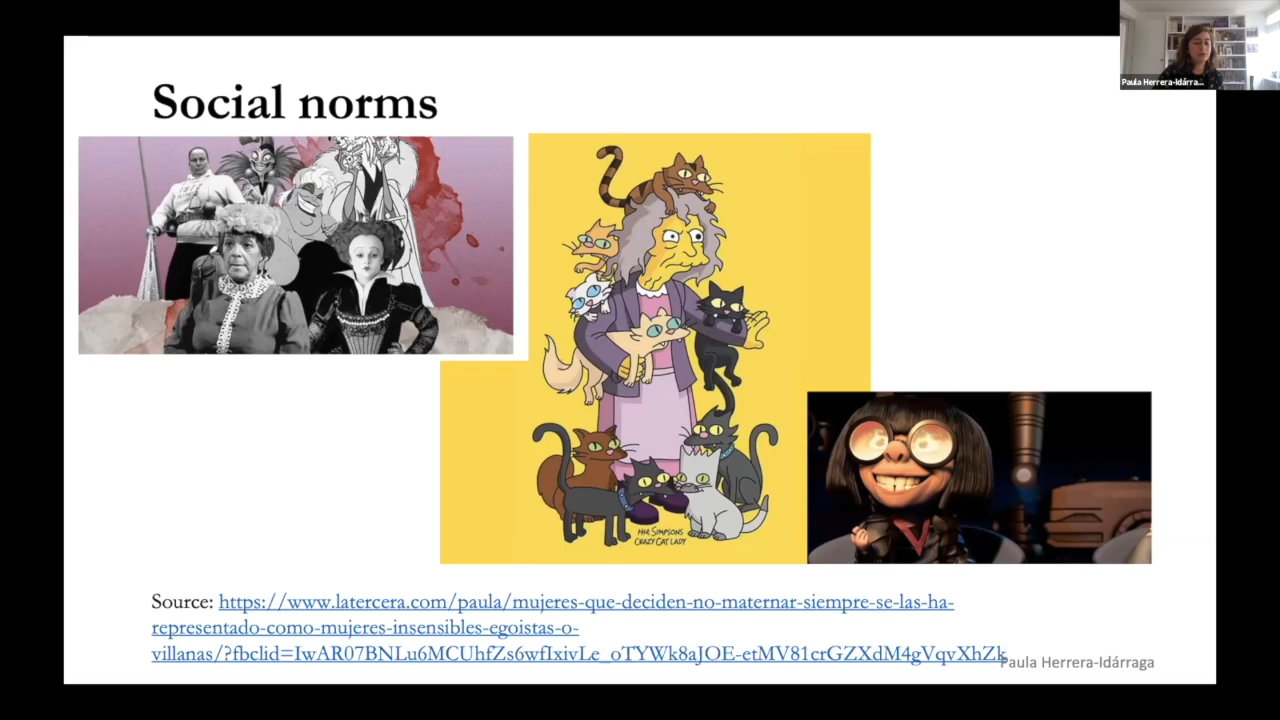 Social norms
Paula Herrera-Idárra...
THE SIMPSONS
CRAZY CAT LADY
Source: https://www.latercera.com/paula/mujeres-que-deciden-no-maternar-siempre-se-las-ha-
representado-como-mujeres-insensibles-egoistas-o-
villanas/?fbclid=IwAR07BNLu6MCUhfZs6wfIxivLe_oTYWk8aJOE-etMV81crGZXdM4gVqvXhZk
Paula Herrera-Idárraga